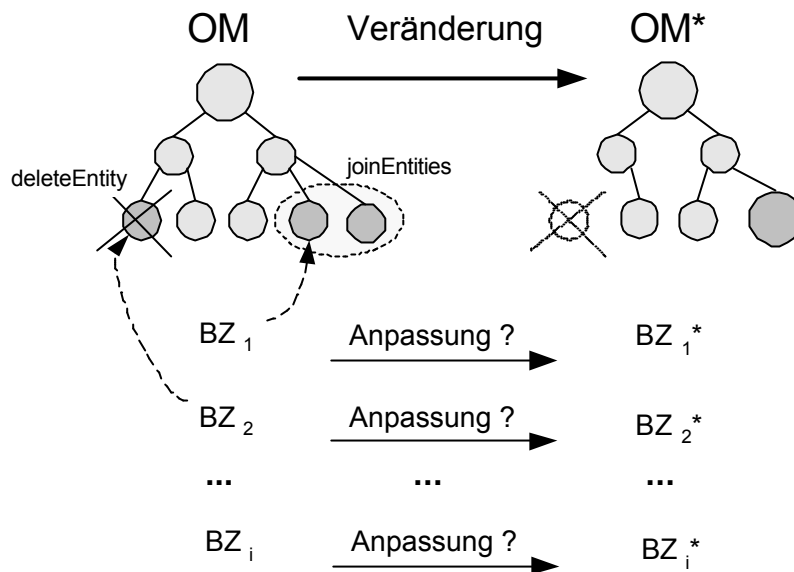 OM Veränderung OM*
deleteEntity
joinEntities
BZ 1 Anpassung ? BZ 1*
BZ 2 Anpassung ? BZ 2*
... ... ...
BZ i Anpassung ? BZ i*